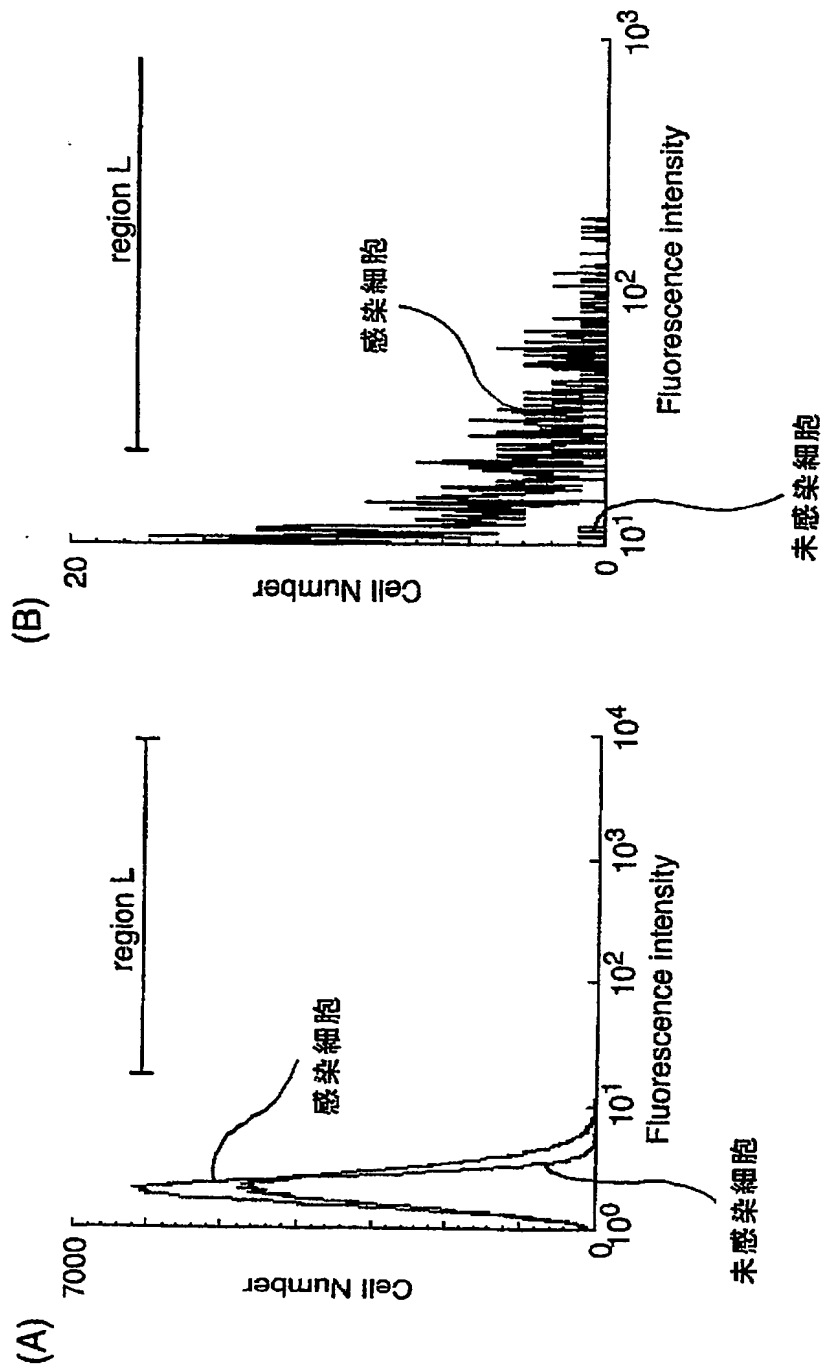 (A)
7000
Cell Number
0
10⁰
10¹
10²
10³
10⁴
Fluorescence intensity
region L
感染細胞
未感染細胞
(B)
20
Cell Number
0
10¹
10²
10³
Fluorescence intensity
region L
感染細胞
未感染細胞